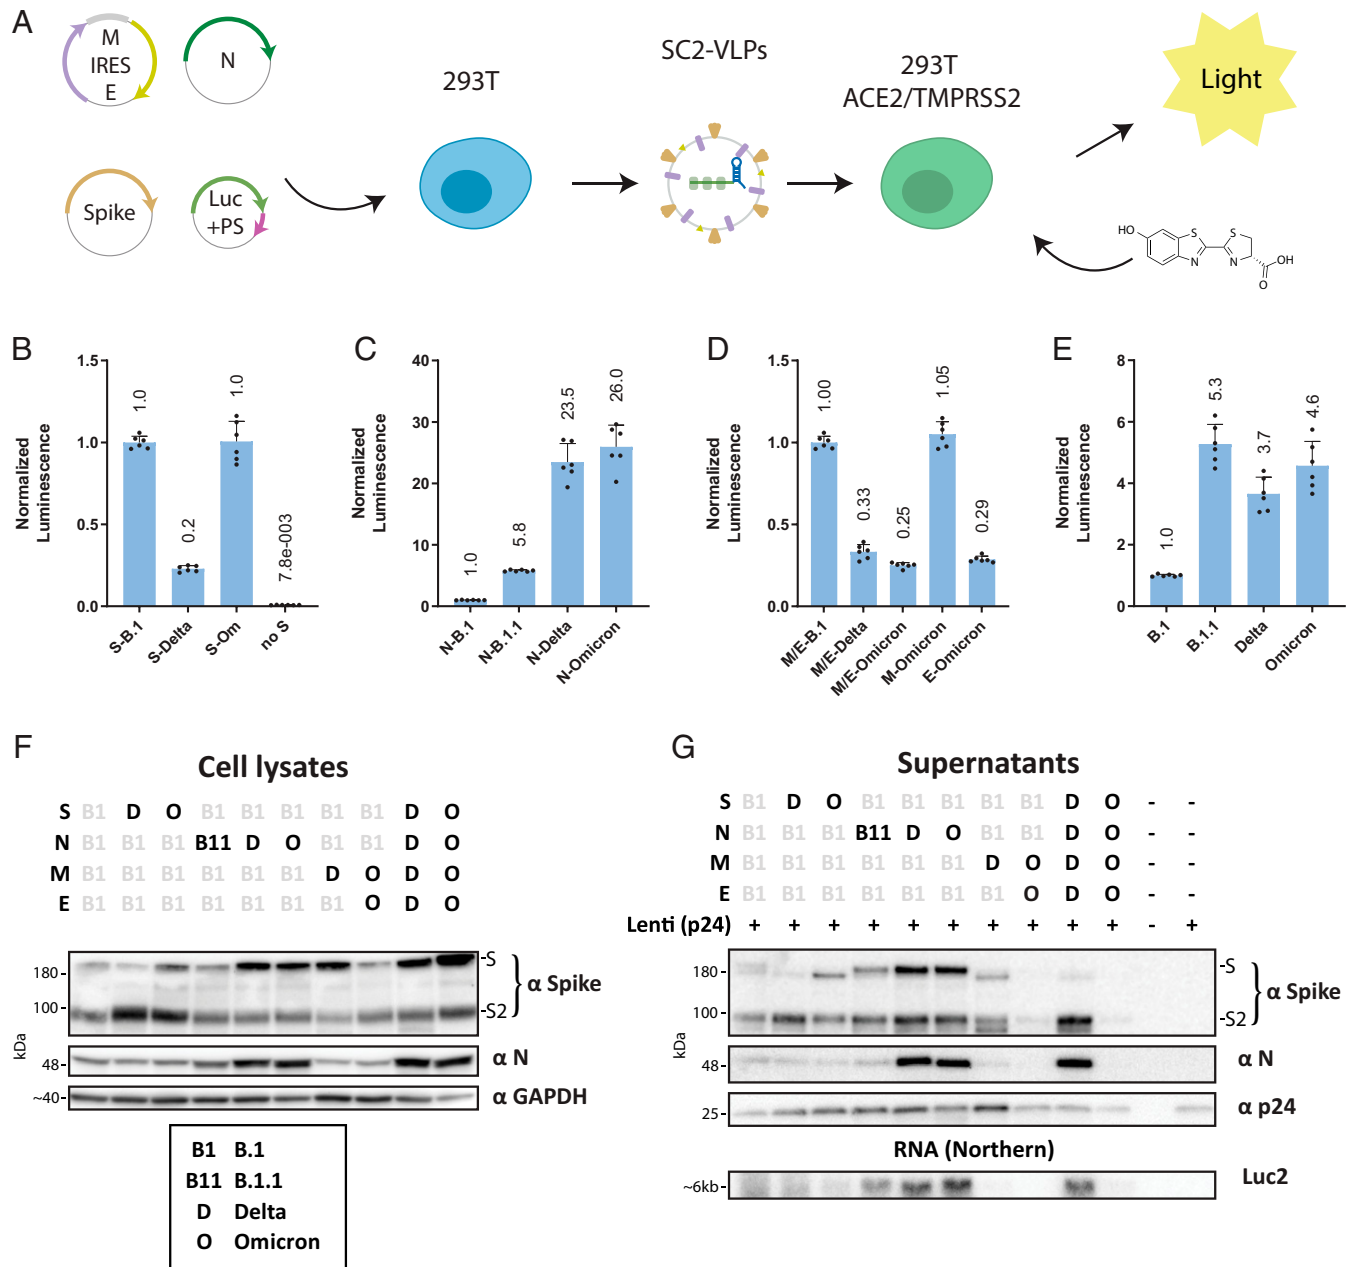 A
M
IRES
E
N
Spike
Luc
+PS
293T
SC2-VLPs
293T
ACE2/TMPRSS2
Light
HO
S
N
S
N
OH
O
B
Normalized
Luminescence
1.5
1.0
0.5
0.0
1.0
0.2
1.0
7.8e-003
S-B.1
S-Delta
S-Om
no S
C
Normalized
Luminescence
40
30
20
10
0
1.0
5.8
23.5
26.0
N-B.1
N-B.1.1
N-Delta
N-Omicron
D
Normalized
Luminescence
1.5
1.0
0.5
0.0
1.00
0.33
0.25
1.05
0.29
M/E-B.1
M/E-Delta
M/E-Omicron
M-Omicron
E-Omicron
E
Normalized
Luminescence
8
6
4
2
0
1.0
5.3
3.7
4.6
B.1
B.1.1
Delta
Omicron
F
Cell lysates
S B1 D O B1 B1 B1 B1 B1 D O
N B1 B1 B1 B11 D O B1 B1 D O
M B1 B1 B1 B1 B1 B1 D O D O
E B1 B1 B1 B1 B1 B1 B1 O D O
180-
100-
kDa
-S
-S2
α Spike
48-
α N
~40-
α GAPDH
B1 B.1
B11 B.1.1
D Delta
O Omicron
G
Supernatants
S B1 D O B1 B1 B1 B1 B1 D O - -
N B1 B1 B1 B11 D O B1 B1 D O - -
M B1 B1 B1 B1 B1 B1 D O D O - -
E B1 B1 B1 B1 B1 B1 B1 O D O - -
Lenti (p24) + + + + + + + + + + - +
180-
100-
kDa
-S
-S2
α Spike
48-
α N
25-
α p24
RNA (Northern)
~6kb-
Luc2